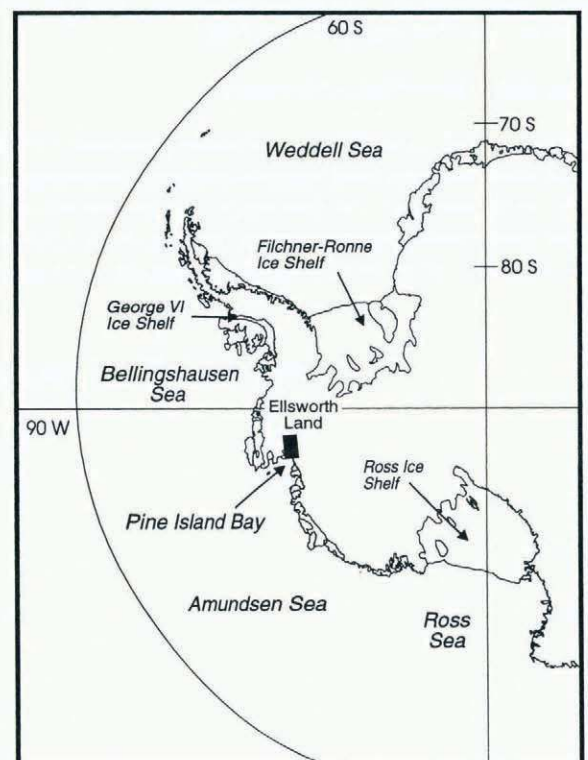 60 S
70 S
Weddell Sea
Filchner-Ronne
Ice Shelf
80 S
George VI
Ice Shelf
Bellingshausen
Sea
Ellsworth
Land
90 W
Ross Ice
Shelf
Pine Island Bay
Amundsen Sea
Ross
Sea